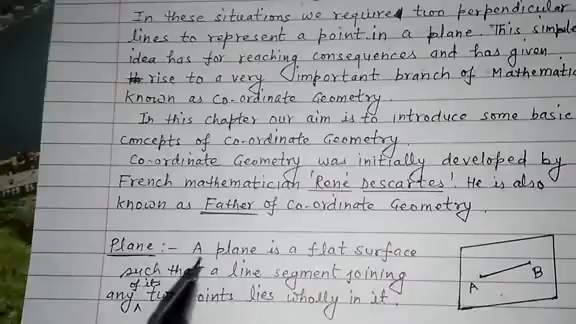 In these situations we require two perpendicular
lines to represent a point in a plane. This simple
idea has far reaching consequences and has given
rise to a very important branch of Mathematic
known as Co-ordinate Geometry.
In this chapter our aim is to introduce some basic
concepts of Co-ordinate Geometry.
Co-ordinate Geometry was initially developed by
French mathematician 'René Descartes'. He is also
known as Father of Co-ordinate Geometry.
Plane :- A plane is a flat surface
such that a line segment joining
any of its two points lies wholly in it.
A B